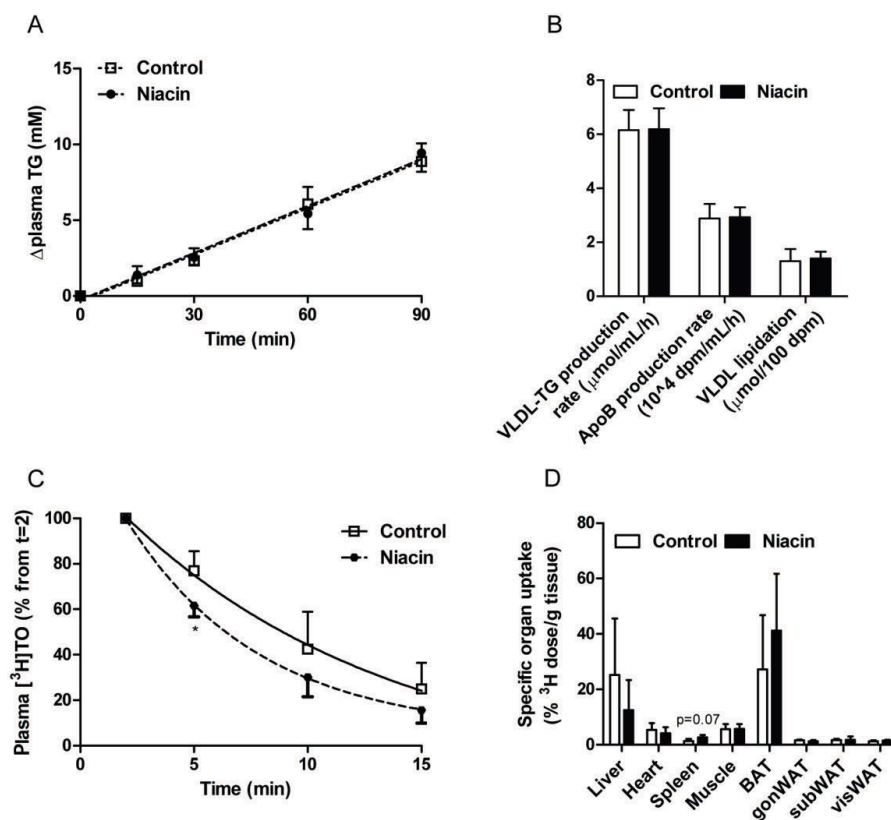 A
Control
Niacin
15
10
5
0
Δplasma TG (mM)
0 30 60 90
Time (min)
B
Control Niacin
8
6
4
2
0
VLDL-TG production
rate (μmol/mL/h)
ApoB production rate
(10^4 dpm/mL/h)
VLDL lipidation
(μmol/100 dpm)
C
Control
Niacin
100
80
60
40
20
0
Plasma [³H]TO (% from t=2)
*
0 5 10 15
Time (min)
D
Control Niacin
80
60
40
20
0
Specific organ uptake
(% ³H dose/g tissue)
p=0.07
Liver
Heart
Spleen
Muscle
BAT
gonWAT
subWAT
visWAT